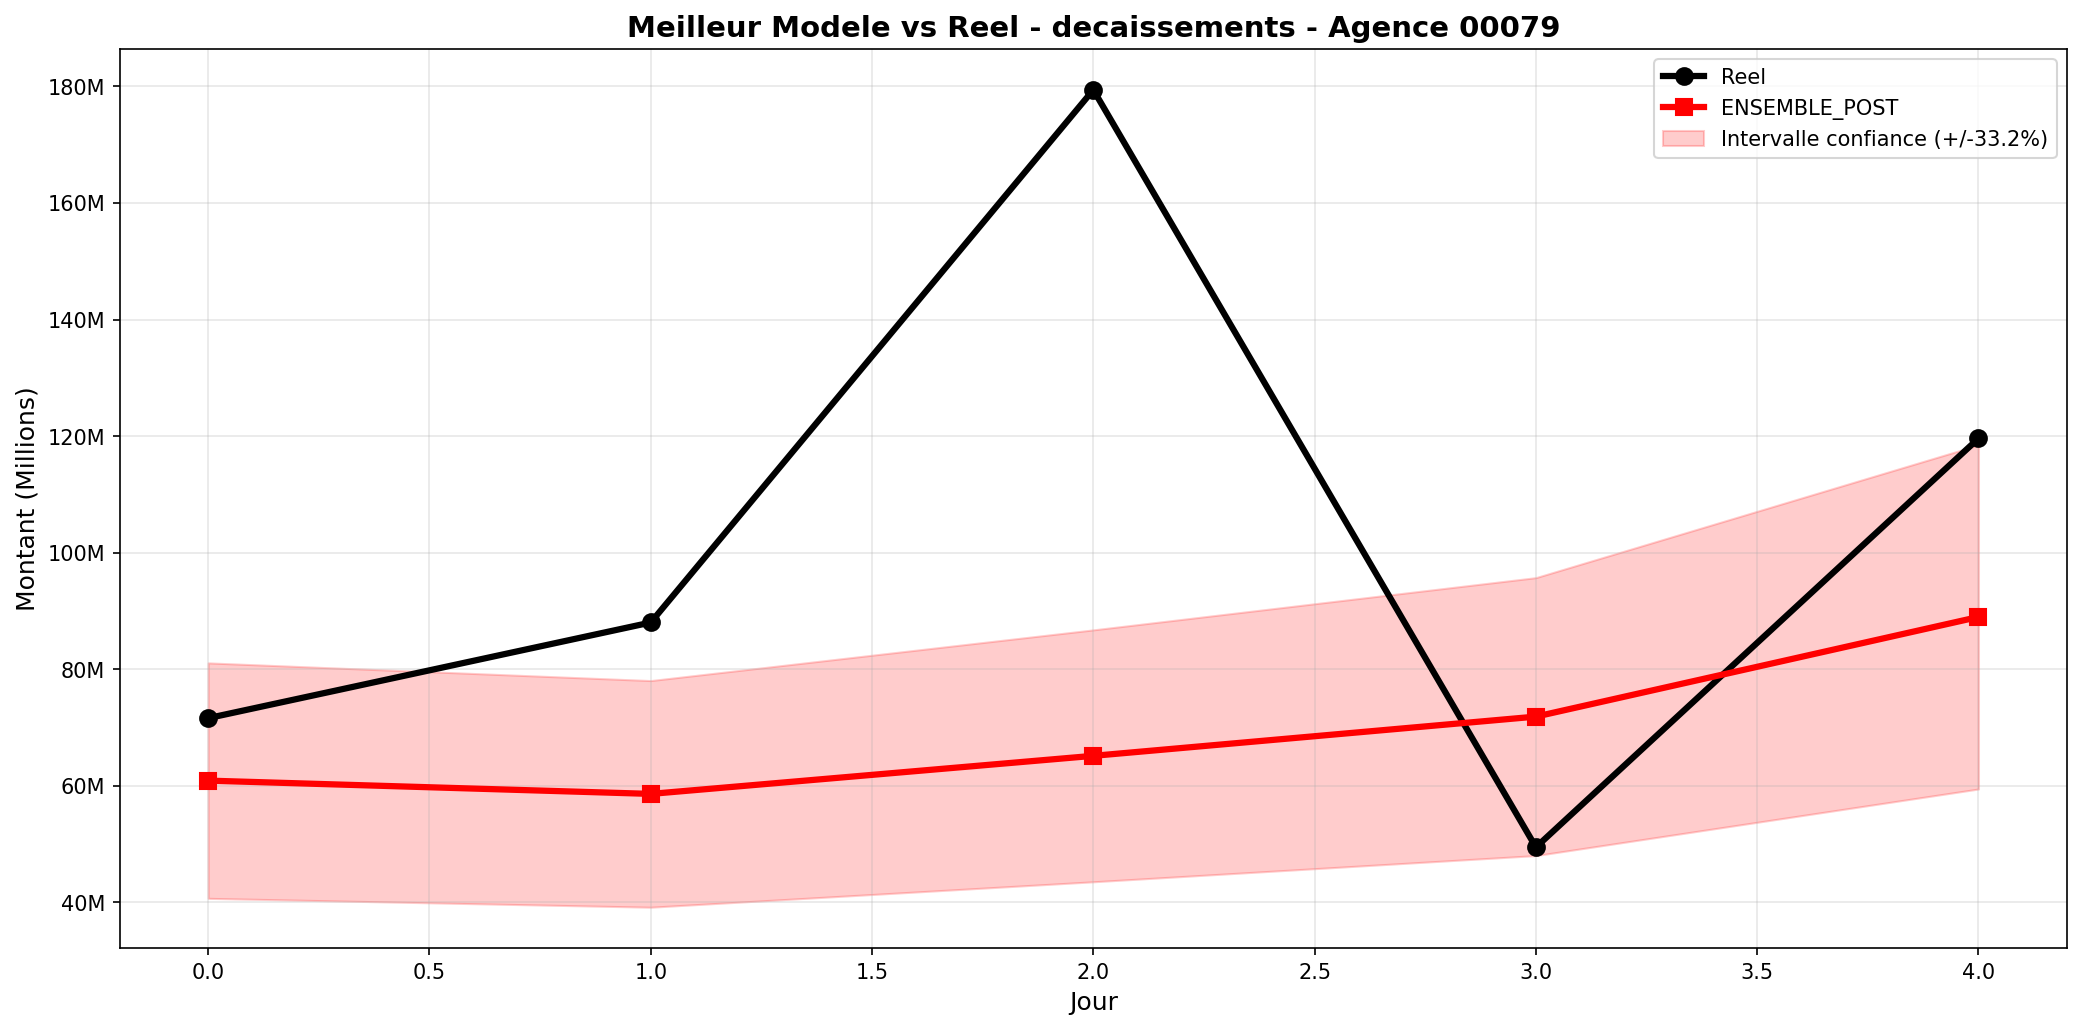 Meilleur Modele vs Reel - decaissements - Agence 00079
Reel
ENSEMBLE_POST
Intervalle confiance (+/-33.2%)
Montant (Millions)
180M
160M
140M
120M
100M
80M
60M
40M
0.0
0.5
1.0
1.5
2.0
2.5
3.0
3.5
4.0
Jour